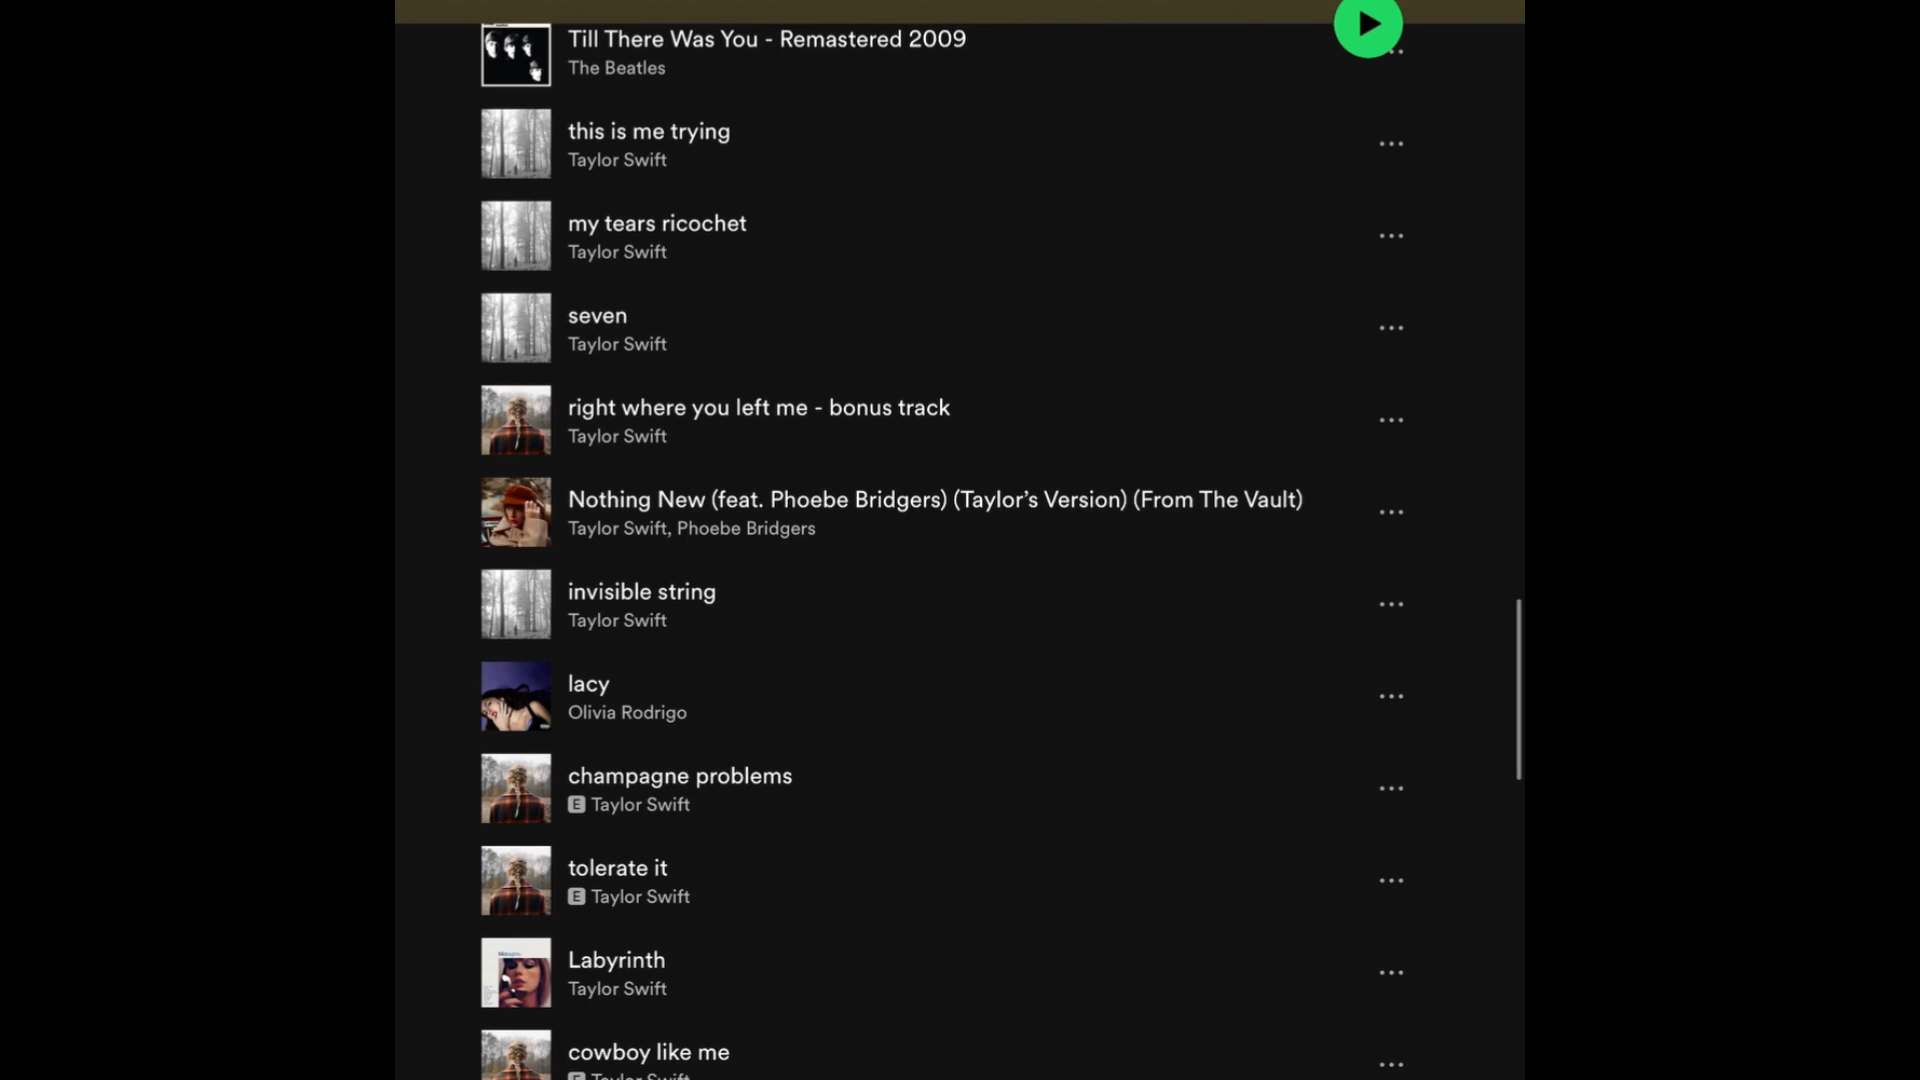 Till There Was You - Remastered 2009
The Beatles
this is me trying
Taylor Swift
my tears ricochet
Taylor Swift
seven
Taylor Swift
right where you left me - bonus track
Taylor Swift
Nothing New (feat. Phoebe Bridgers) (Taylor’s Version) (From The Vault)
Taylor Swift, Phoebe Bridgers
invisible string
Taylor Swift
lacy
Olivia Rodrigo
champagne problems
E Taylor Swift
tolerate it
E Taylor Swift
Labyrinth
Taylor Swift
cowboy like me
E Taylor Swift